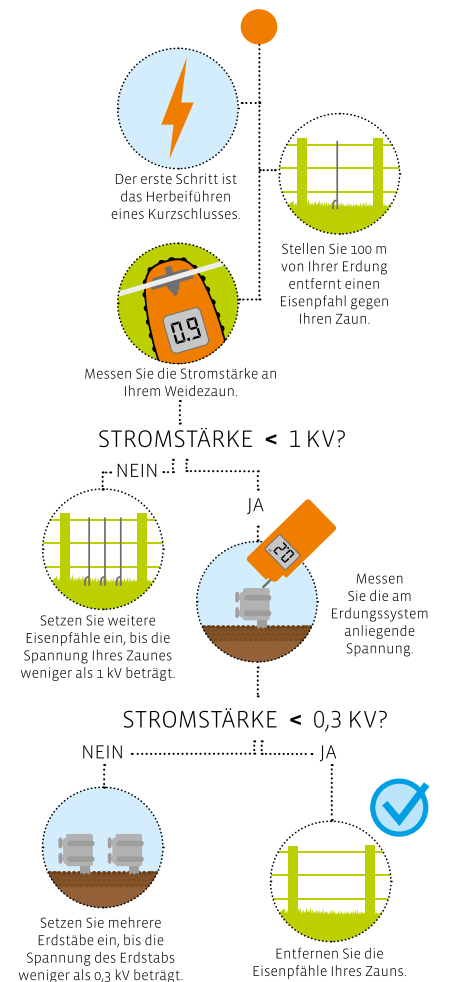 Der erste Schritt ist
das Herbeiführen
eines Kurzschlusses.
Stellen Sie 100 m
von Ihrer Erdung
entfernt einen
Eisenpfahl gegen
Ihren Zaun.
0.9
Messen Sie die Stromstärke an
Ihrem Weidezaun.
STROMSTÄRKE < 1 KV?
NEIN
JA
Setzen Sie weitere
Eisenpfähle ein, bis die
Spannung Ihres Zaunes
weniger als 1 kV beträgt.
0.2
Messen
Sie die am
Erdungssystem
anliegende
Spannung.
STROMSTÄRKE < 0,3 KV?
NEIN
JA
Setzen Sie mehrere
Erdstäbe ein, bis die
Spannung des Erdstabs
weniger als 0,3 kV beträgt.
Entfernen Sie die
Eisenpfähle Ihres Zauns.